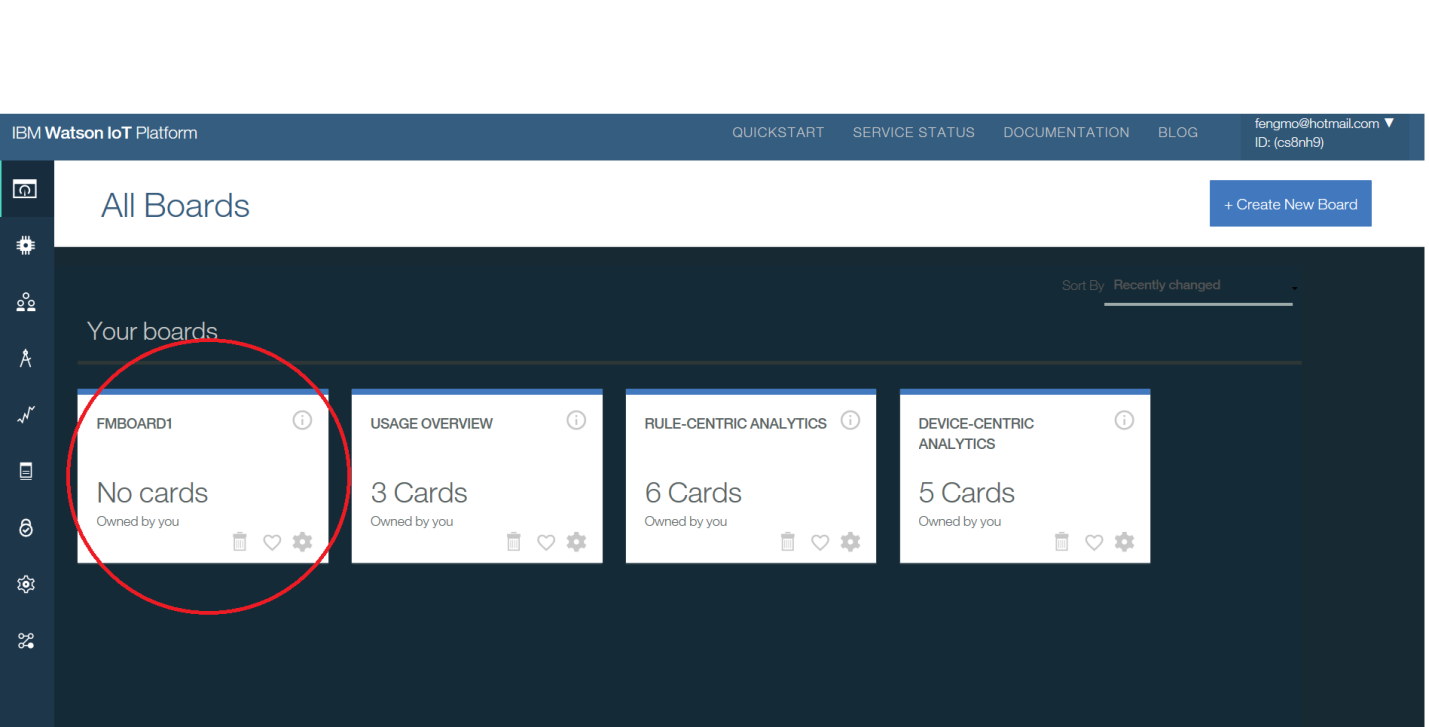 IBM Watson IoT Platform
QUICKSTART
SERVICE STATUS
DOCUMENTATION
BLOG
fengmo@hotmail.com ▼
ID: (cs8nh9)
All Boards
+ Create New Board
Sort By Recently changed
Your boards
FMBOARD1
No cards
Owned by you
USAGE OVERVIEW
3 Cards
Owned by you
RULE-CENTRIC ANALYTICS
6 Cards
Owned by you
DEVICE-CENTRIC
ANALYTICS
5 Cards
Owned by you